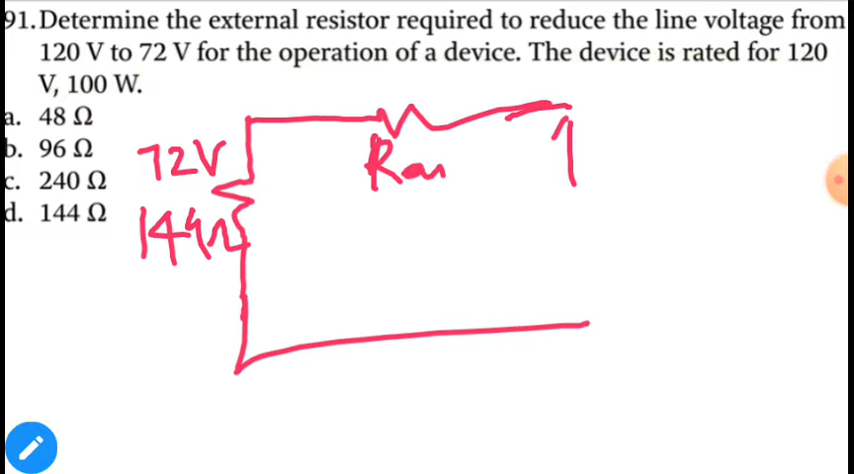 91. Determine the external resistor required to reduce the line voltage from
120 V to 72 V for the operation of a device. The device is rated for 120
V, 100 W.
a. 48 Ω
b. 96 Ω
c. 240 Ω
d. 144 Ω
72V
144Ω